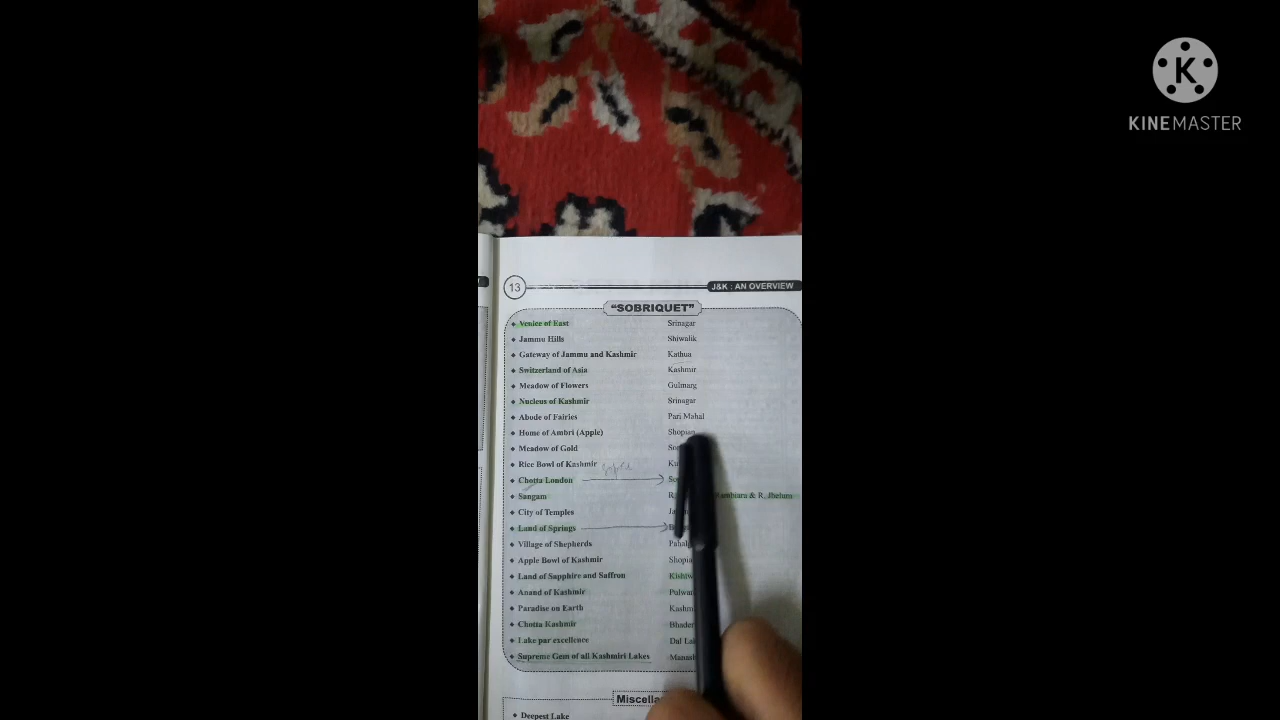 K
KINEMASTER
13
J&K : AN OVERVIEW
"SOBRIQUET"
Venice of East Srinagar
Jammu Hills Shiwalik
Gateway of Jammu and Kashmir Kathua
Switzerland of Asia Kashmir
Meadow of Flowers Gulmarg
Nucleus of Kashmir Srinagar
Abode of Fairies Pari Mahal
Home of Ambri (Apple) Shopian
Meadow of Gold
Rice Bowl of Kashmir
Chotta London
Sangam & R. Jhelum
City of Temples
Land of Springs
Village of Shepherds
Apple Bowl of Kashmir
Land of Sapphire and Saffron
Anand of Kashmir
Paradise on Earth
Chotta Kashmir
Lake par excellence
Supreme Gem of all Kashmiri Lakes
Deepest Lake